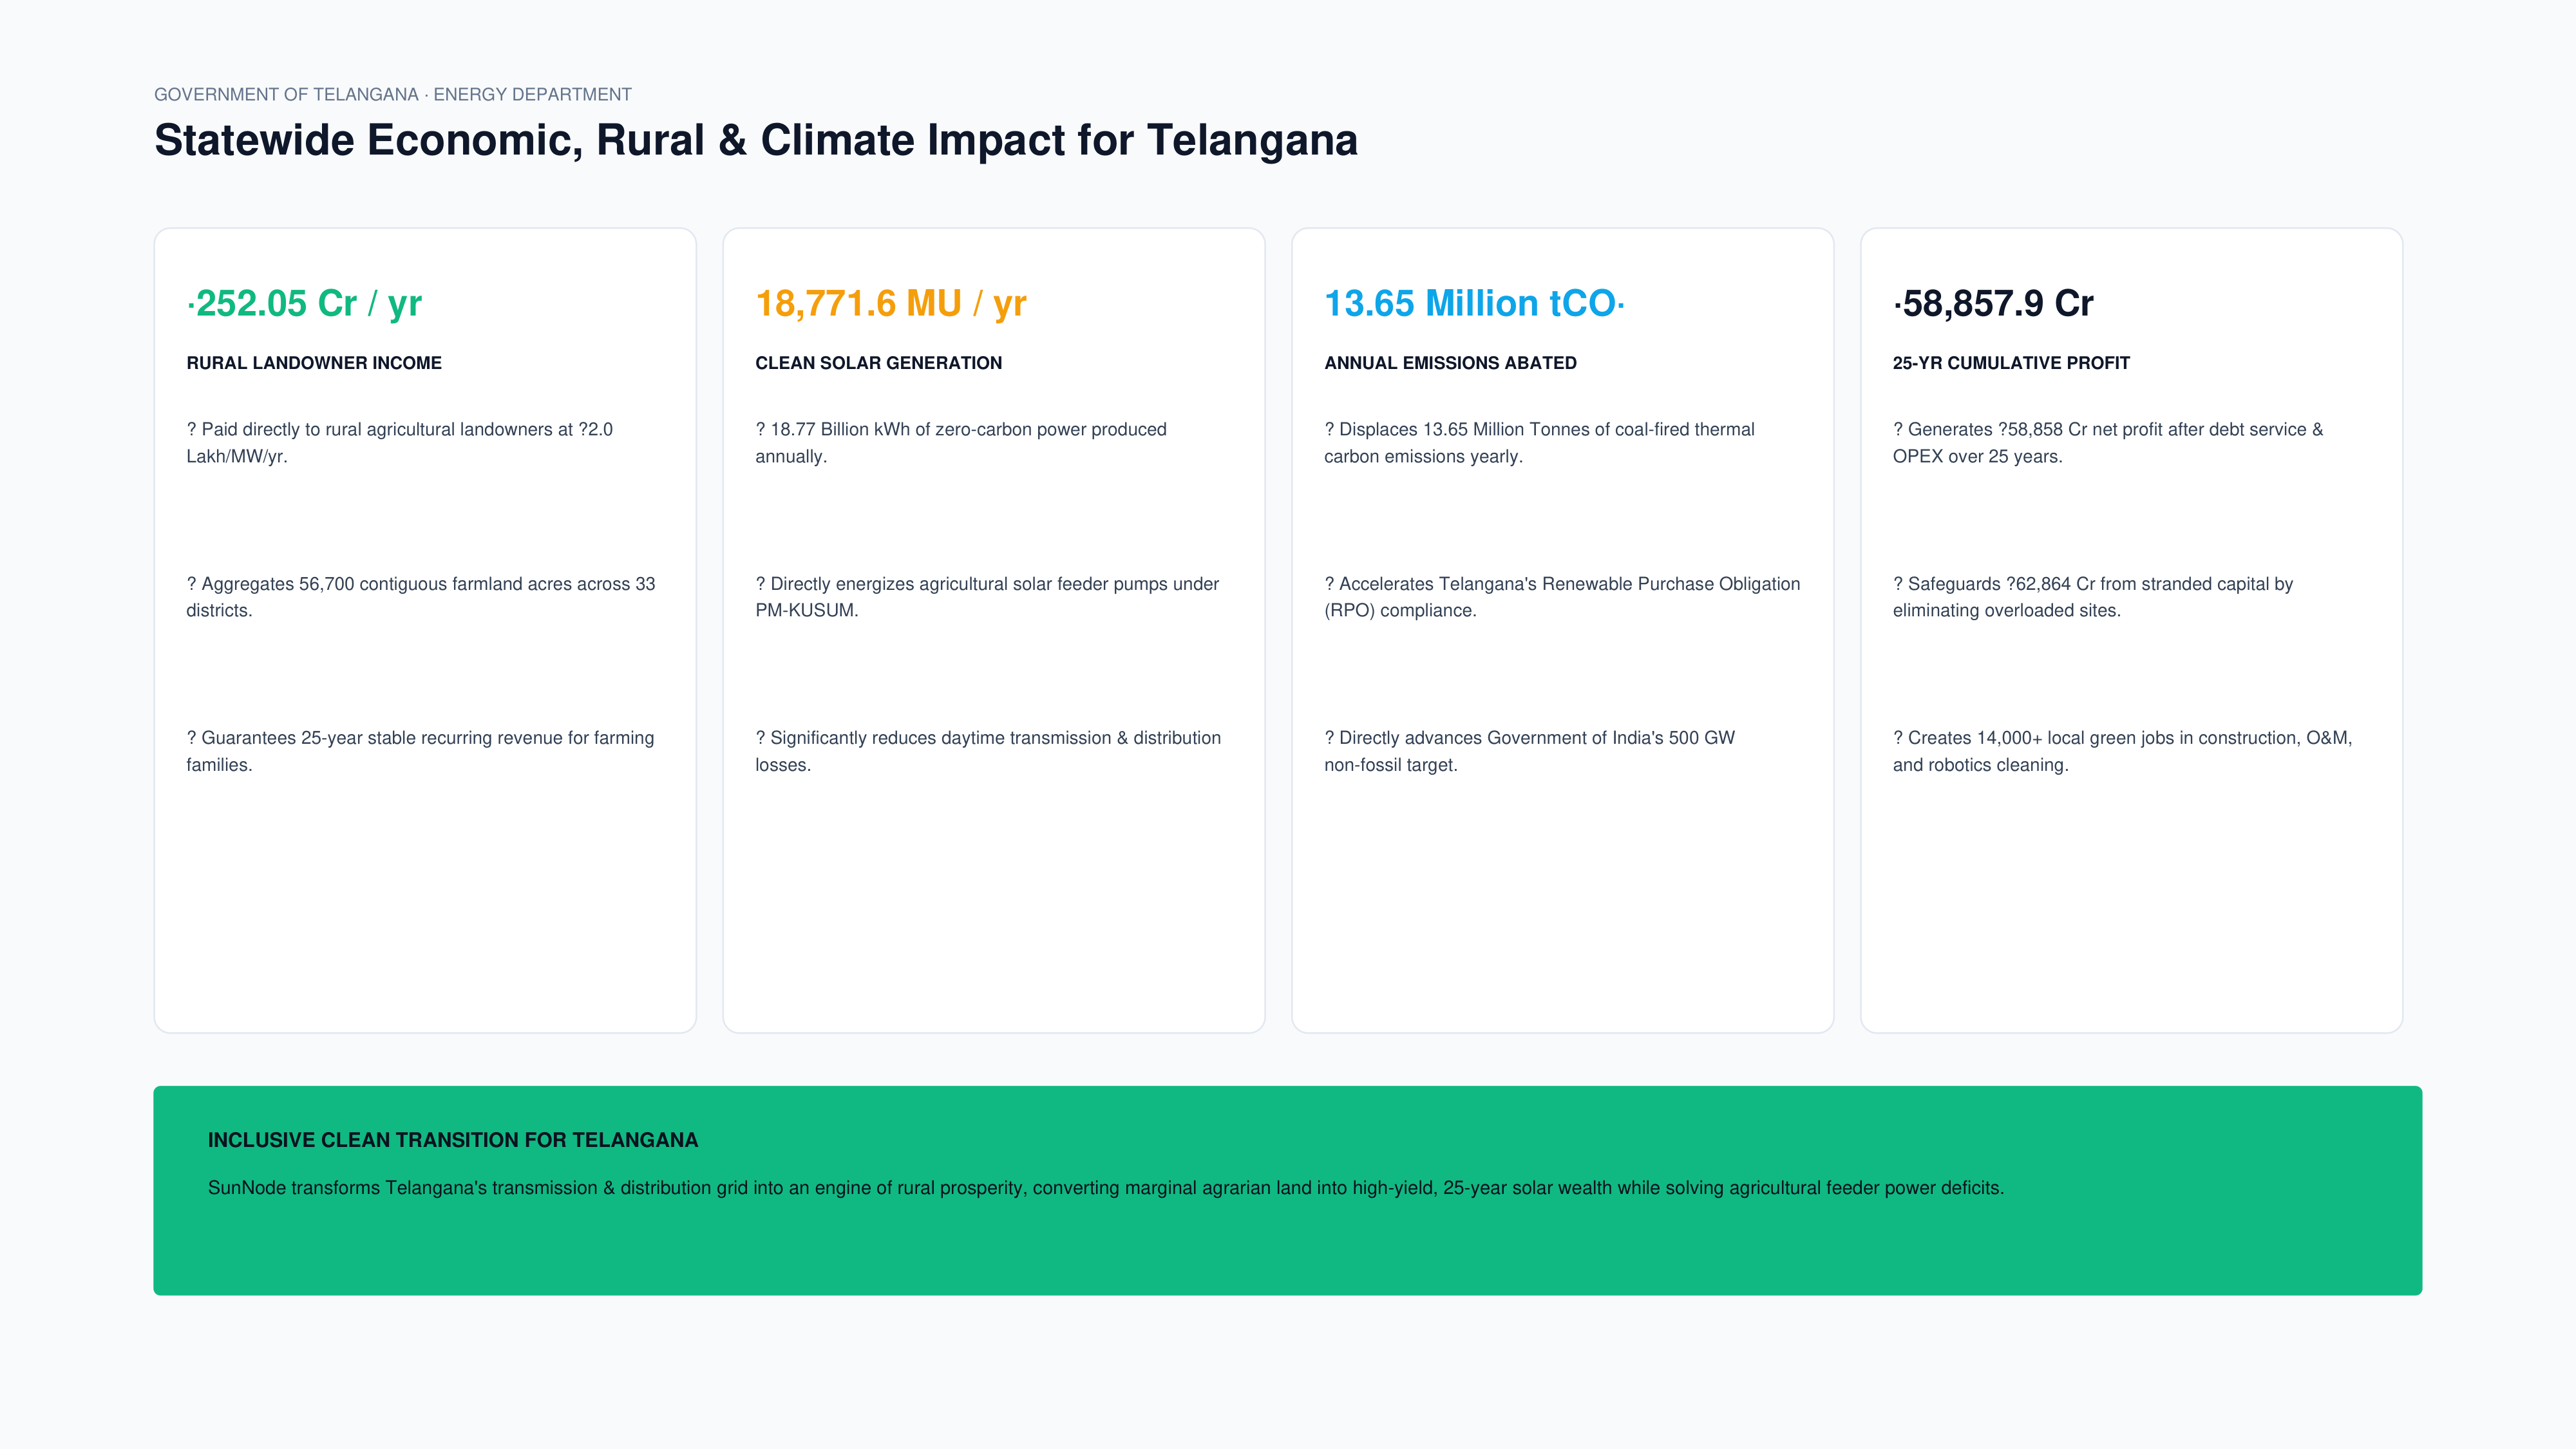 GOVERNMENT OF TELANGANA · ENERGY DEPARTMENT
Statewide Economic, Rural & Climate Impact for Telangana
·252.05 Cr / yr
RURAL LANDOWNER INCOME
? Paid directly to rural agricultural landowners at ?2.0
Lakh/MW/yr.
? Aggregates 56,700 contiguous farmland acres across 33
districts.
? Guarantees 25-year stable recurring revenue for farming
families.
18,771.6 MU / yr
CLEAN SOLAR GENERATION
? 18.77 Billion kWh of zero-carbon power produced
annually.
? Directly energizes agricultural solar feeder pumps under
PM-KUSUM.
? Significantly reduces daytime transmission & distribution
losses.
13.65 Million tCO·
ANNUAL EMISSIONS ABATED
? Displaces 13.65 Million Tonnes of coal-fired thermal
carbon emissions yearly.
? Accelerates Telangana's Renewable Purchase Obligation
(RPO) compliance.
? Directly advances Government of India's 500 GW
non-fossil target.
·58,857.9 Cr
25-YR CUMULATIVE PROFIT
? Generates ?58,858 Cr net profit after debt service &
OPEX over 25 years.
? Safeguards ?62,864 Cr from stranded capital by
eliminating overloaded sites.
? Creates 14,000+ local green jobs in construction, O&M,
and robotics cleaning.
INCLUSIVE CLEAN TRANSITION FOR TELANGANA
SunNode transforms Telangana's transmission & distribution grid into an engine of rural prosperity, converting marginal agrarian land into high-yield, 25-year solar wealth while solving agricultural feeder power deficits.